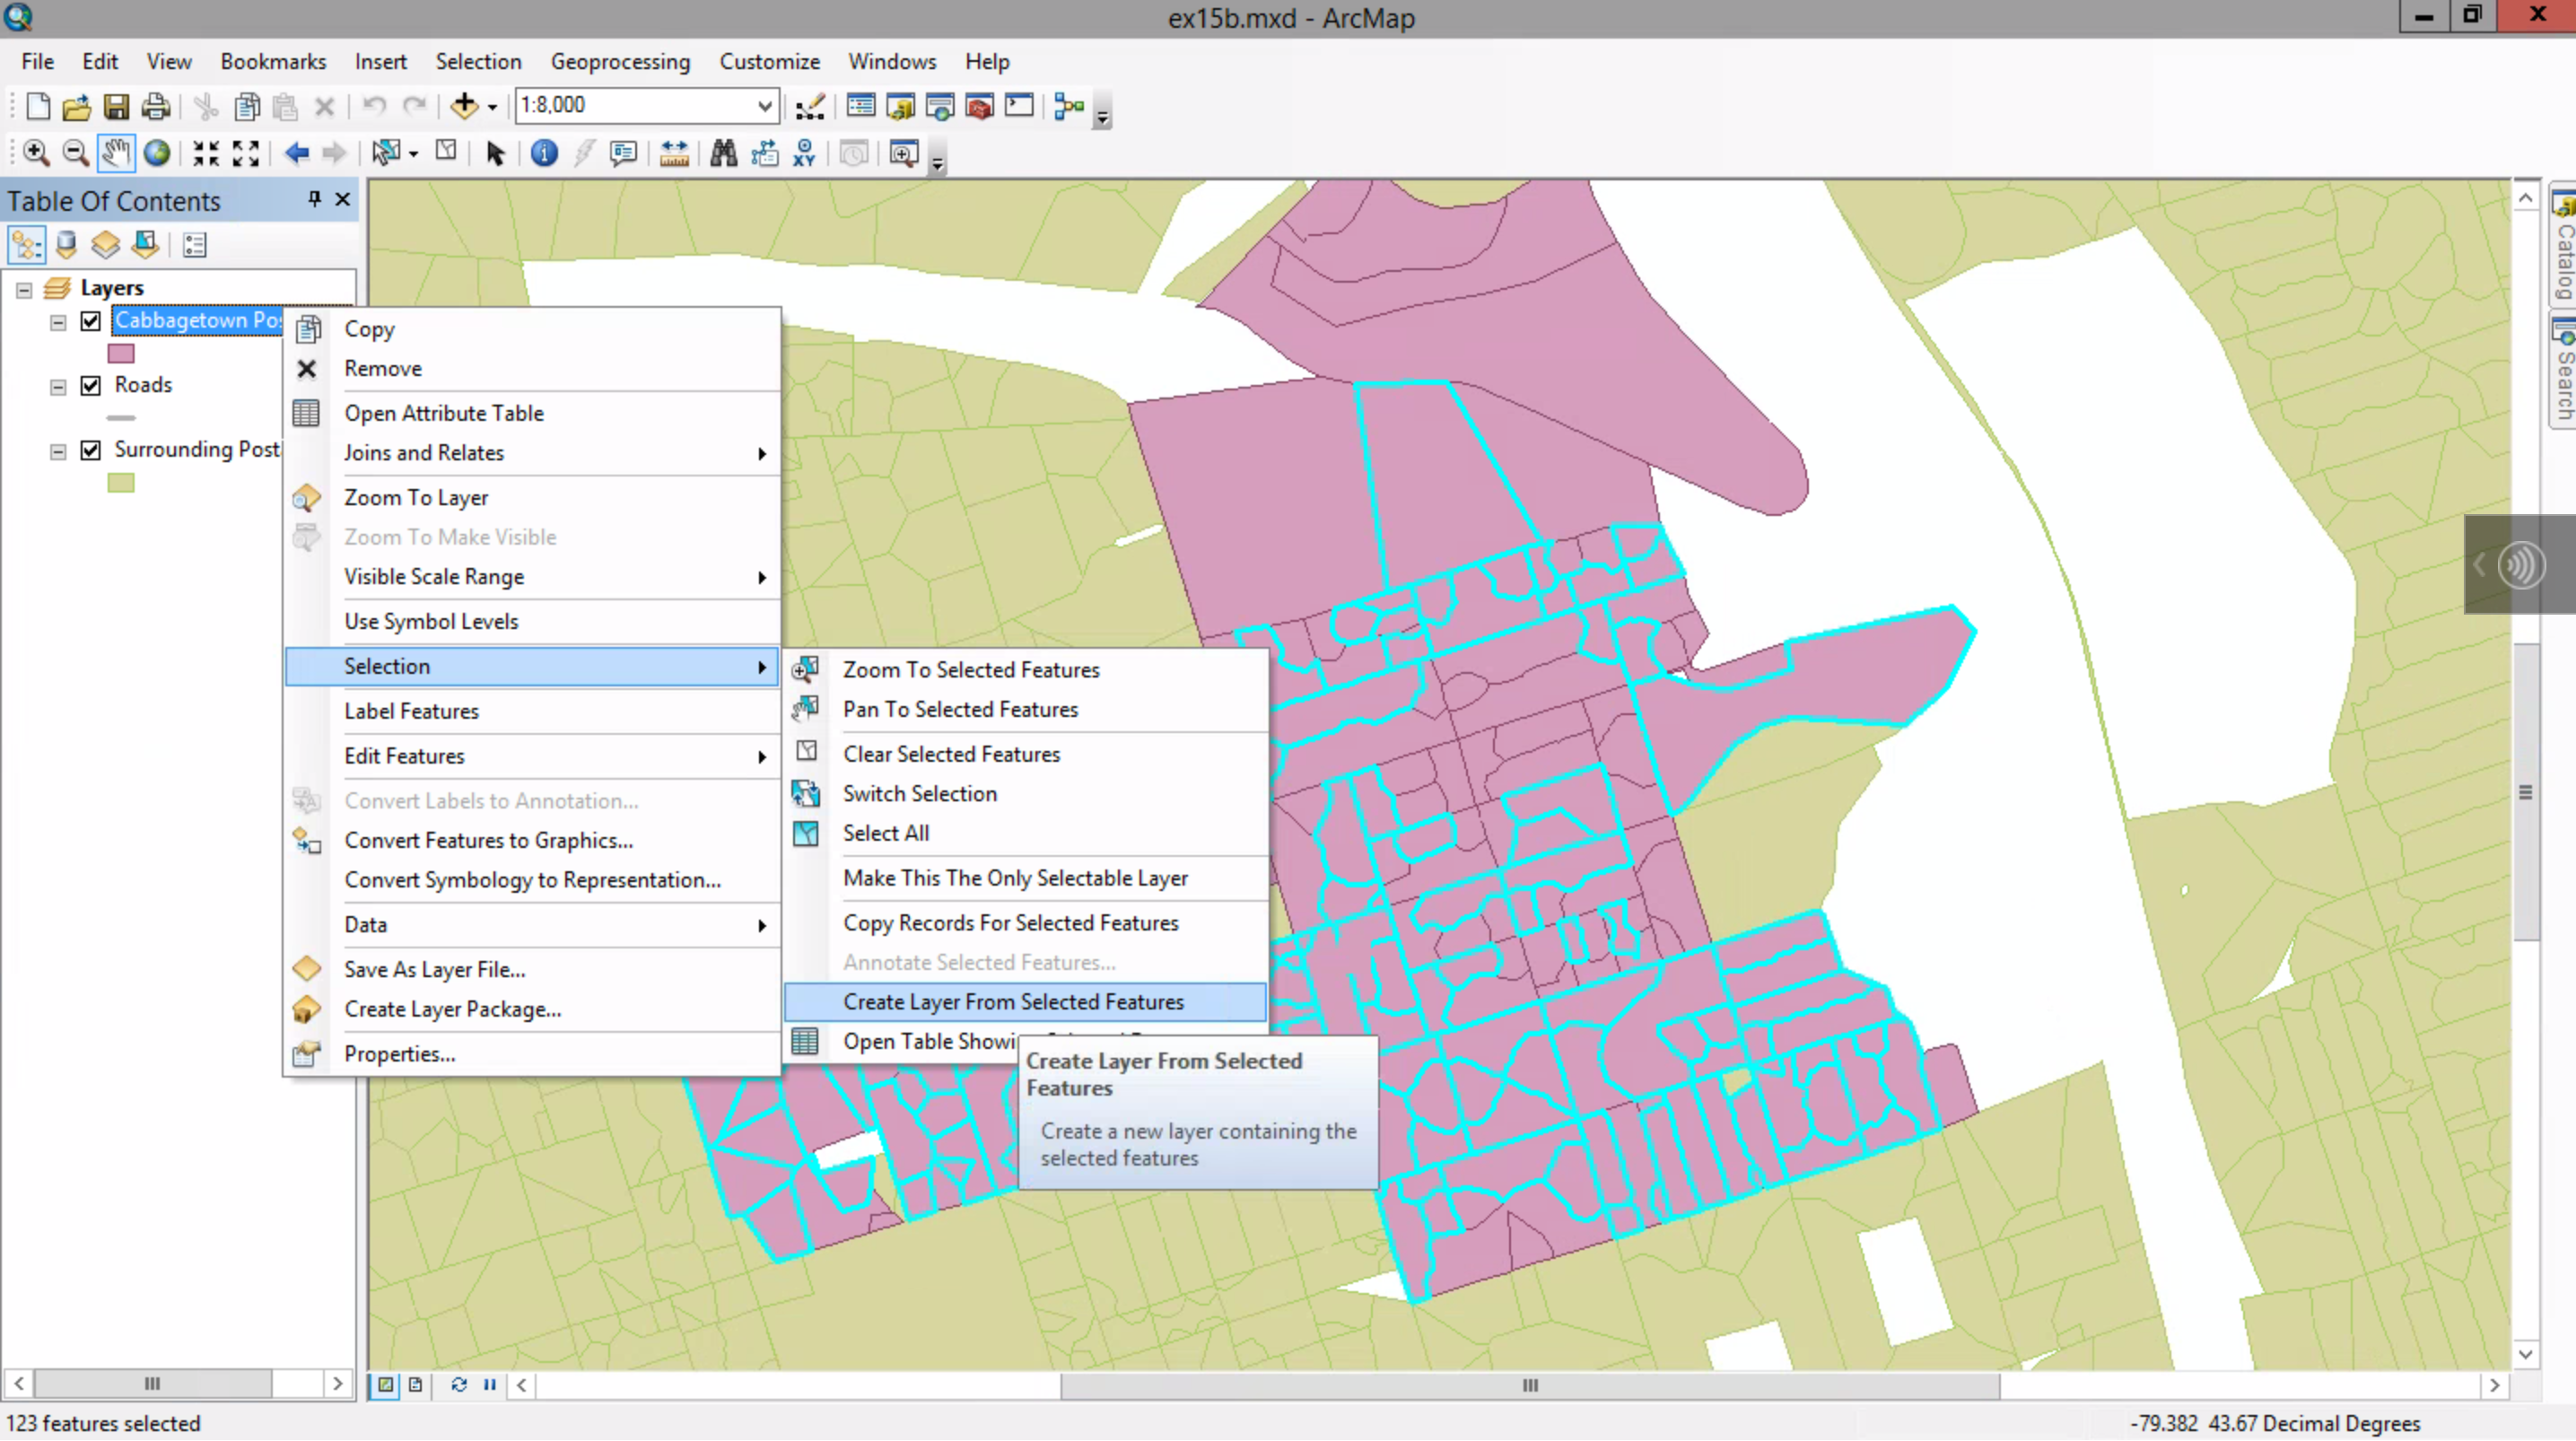 ex15b.mxd - ArcMap
File Edit View Bookmarks Insert Selection Geoprocessing Customize Windows Help
1:8,000
XY
Table Of Contents
Layers
Cabbagetown Pos
Roads
Surrounding Post
Copy
Remove
Open Attribute Table
Joins and Relates
Zoom To Layer
Zoom To Make Visible
Visible Scale Range
Use Symbol Levels
Selection
Label Features
Edit Features
Convert Labels to Annotation...
Convert Features to Graphics...
Convert Symbology to Representation...
Data
Save As Layer File...
Create Layer Package...
Properties...
Zoom To Selected Features
Pan To Selected Features
Clear Selected Features
Switch Selection
Select All
Make This The Only Selectable Layer
Copy Records For Selected Features
Annotate Selected Features...
Create Layer From Selected Features
Open Table Showi
Create Layer From Selected
Features
Create a new layer containing the
selected features
Catalog
Search
123 features selected
-79.382 43.67 Decimal Degrees